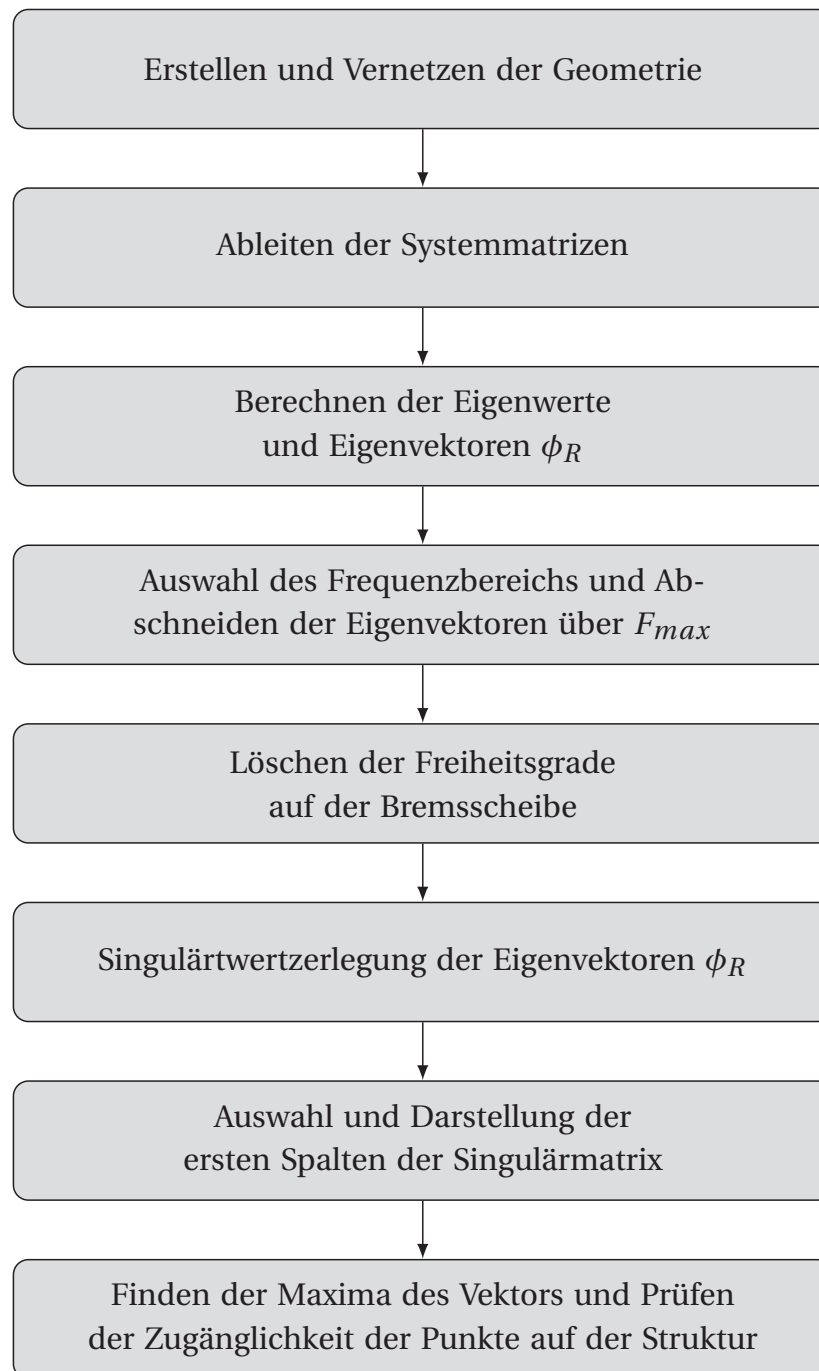 Erstellen und Vernetzen der Geometrie
Ableiten der Systemmatrizen
Berechnen der Eigenwerte
und Eigenvektoren ϕ_R
Auswahl des Frequenzbereichs und Ab-
schneiden der Eigenvektoren über F_max
Löschen der Freiheitsgrade
auf der Bremsscheibe
Singulärtwertzerlegung der Eigenvektoren ϕ_R
Auswahl und Darstellung der
ersten Spalten der Singulärmatrix
Finden der Maxima des Vektors und Prüfen
der Zugänglichkeit der Punkte auf der Struktur